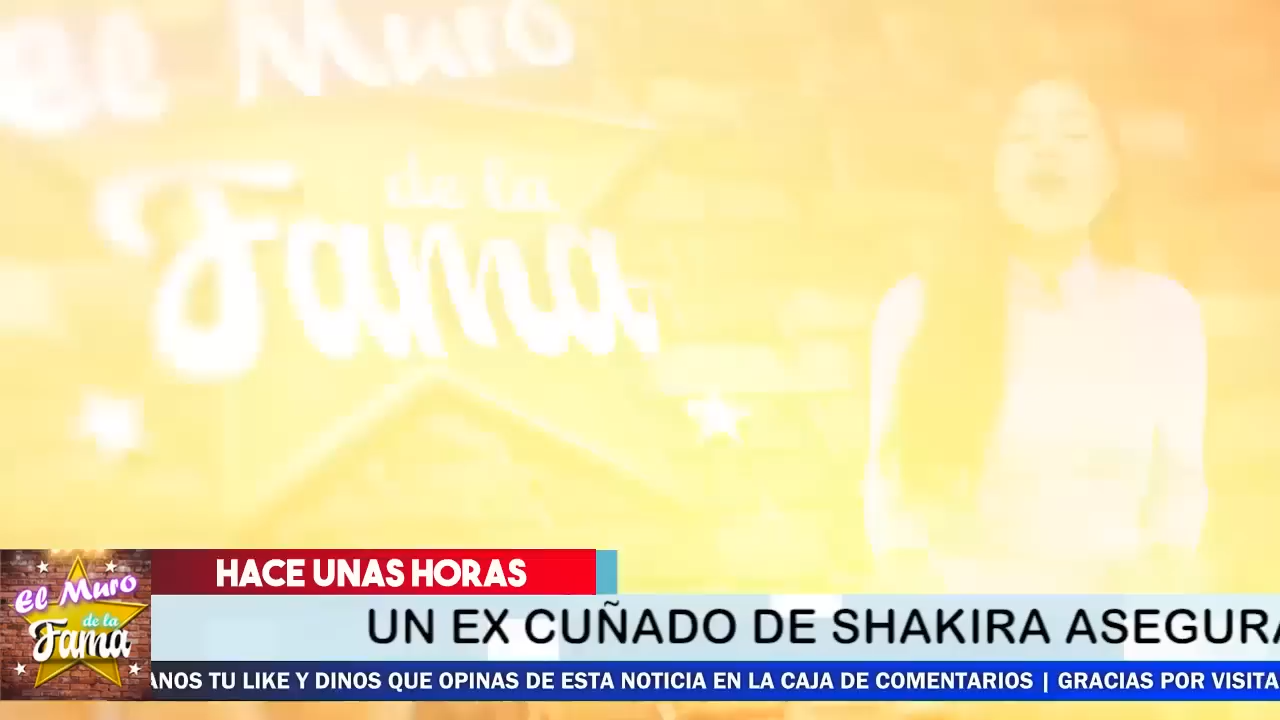 El Muro
de la
Fama
HACE UNAS HORAS
UN EX CUÑADO DE SHAKIRA ASEGURA
El Muro
de la
Fama
ANOS TU LIKE Y DINOS QUE OPINAS DE ESTA NOTICIA EN LA CAJA DE COMENTARIOS | GRACIAS POR VISITA